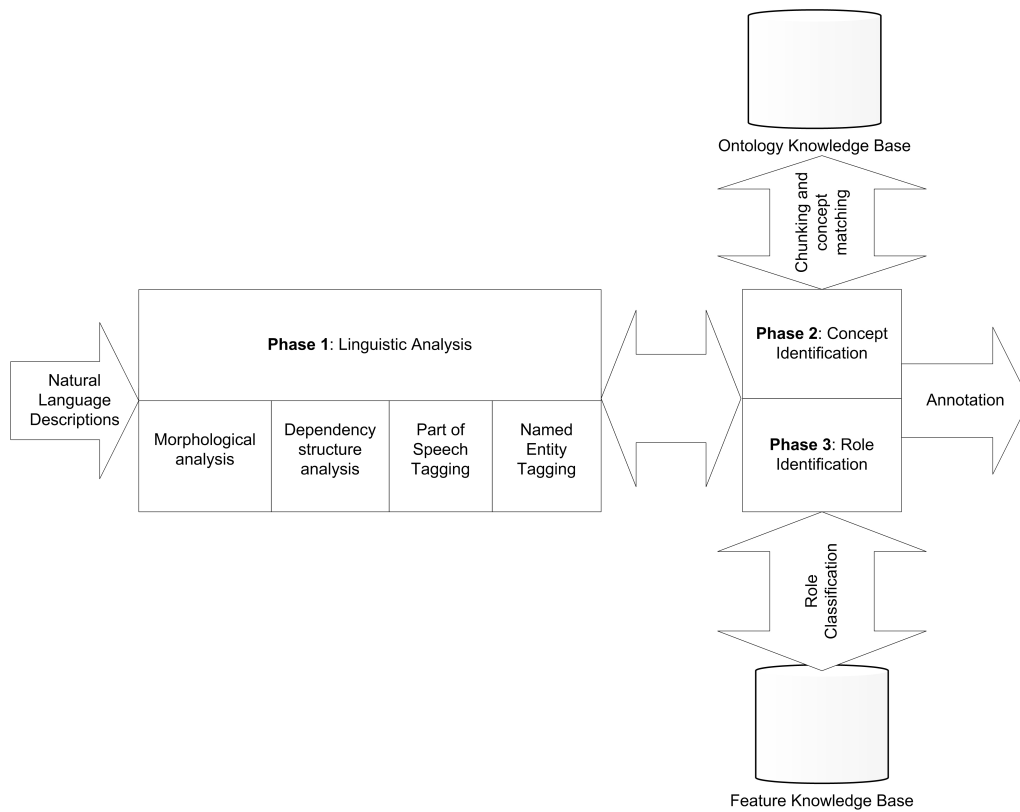 Ontology Knowledge Base
Chunking and
concept
matching
Natural
Language
Descriptions
Phase 1: Linguistic Analysis
Morphological
analysis
Dependency
structure
analysis
Part of
Speech
Tagging
Named
Entity
Tagging
Phase 2: Concept
Identification
Phase 3: Role
Identification
Annotation
Role
Classification
Feature Knowledge Base